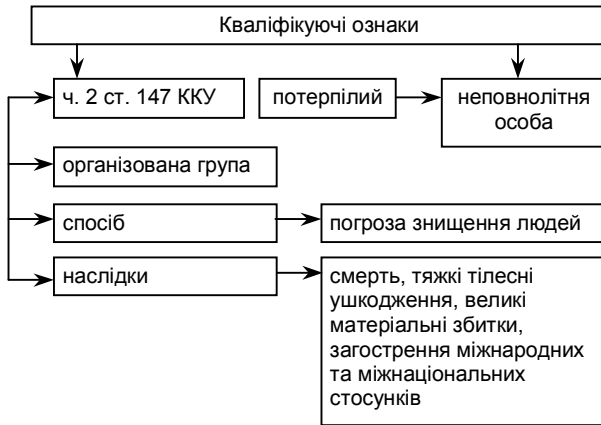 Кваліфікуючі ознаки
ч. 2 ст. 147 ККУ
потерпілий
неповнолітня
особа
організована група
спосіб
погроза знищення людей
наслідки
смерть, тяжкі тілесні
ушкодження, великі
матеріальні збитки,
загострення міжнародних
та міжнаціональних
стосунків